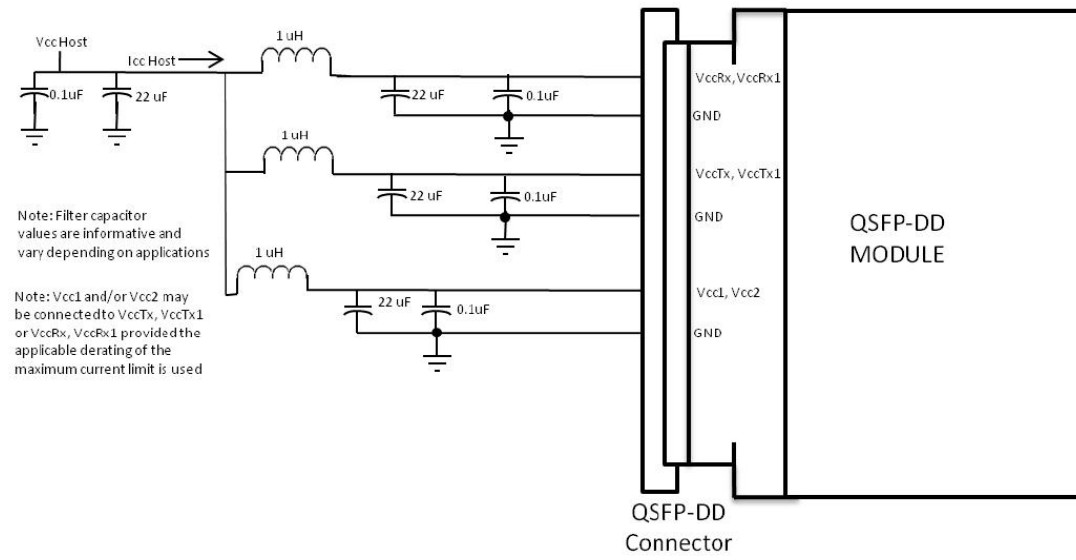 1 uH
Vcc Host
Icc Host
0.1uF
22 uF
22 uF
0.1uF
VccRx, VccRx1
GND
1 uH
22 uF
0.1uF
VccTx, VccTx1
GND
Note: Filter capacitor
values are informative and
vary depending on applications
1 uH
22 uF
0.1uF
Vcc1, Vcc2
GND
Note: Vcc1 and/or Vcc2 may
be connected to VccTx, VccTx1
or VccRx, VccRx1 provided the
applicable derating of the
maximum current limit is used
QSFP-DD
MODULE
QSFP-DD
Connector